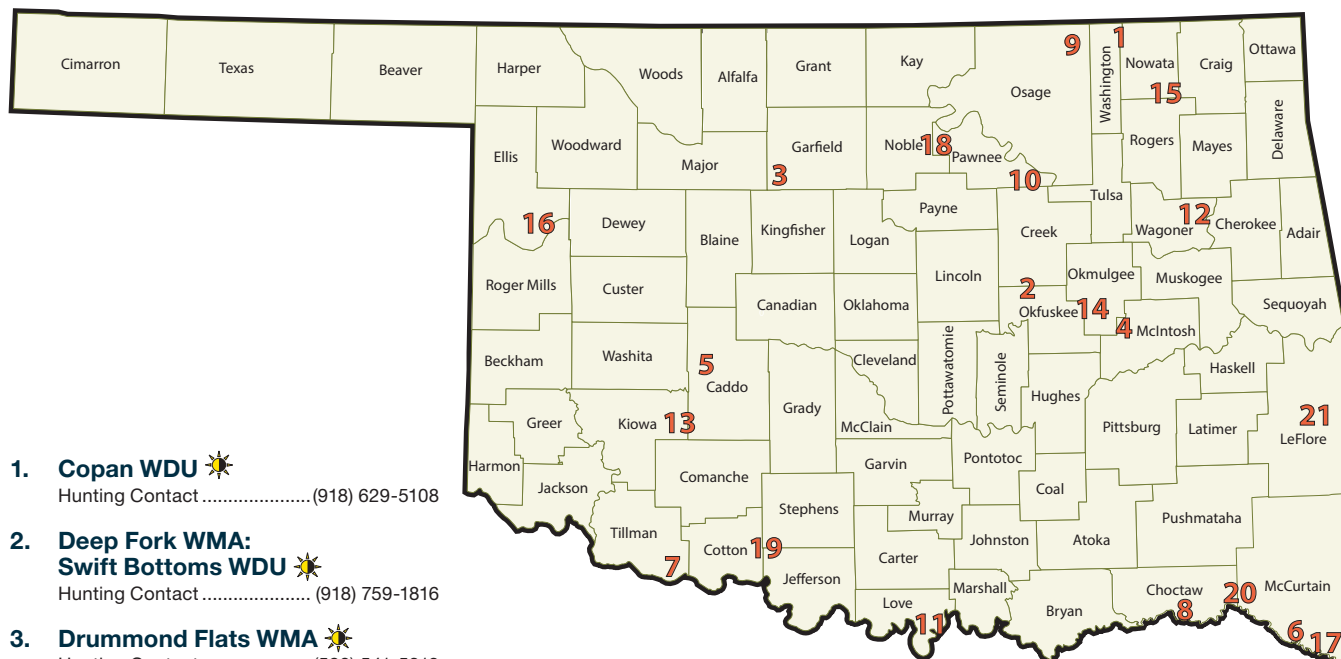 Cimarron
Texas
Beaver
Harper
Woods
Alfalfa
Grant
Kay
Osage
9
Washington
1
Nowata
15
Craig
Ottawa
Delaware
Ellis
Woodward
Major
3
Garfield
Noble
18
Pawnee
10
Rogers
Mayes
Tulsa
16
Dewey
Blaine
Kingfisher
Logan
Payne
Creek
Wagoner
12
Cherokee
Adair
Roger Mills
Custer
Canadian
Oklahoma
Lincoln
2
Okfuskee
Okmulgee
14
Muskogee
4
McIntosh
Sequoyah
Beckham
Washita
5
Caddo
Grady
Cleveland
McClain
Pottawatomie
Seminole
Hughes
Haskell
Pittsburg
Latimer
21
LeFlore
Greer
Kiowa
13
Harmon
Jackson
Comanche
Garvin
Pontotoc
Coal
Tillman
7
Cotton
19
Stephens
Murray
Johnston
Atoka
Pushmataha
Jefferson
Carter
Love
11
Marshall
Bryan
Choctaw
8
20
McCurtain
6
17
1. Copan WDU
Hunting Contact .....................(918) 629-5108
2. Deep Fork WMA:
Swift Bottoms WDU
Hunting Contact ..................... (918) 759-1816
3. Drummond Flats WMA